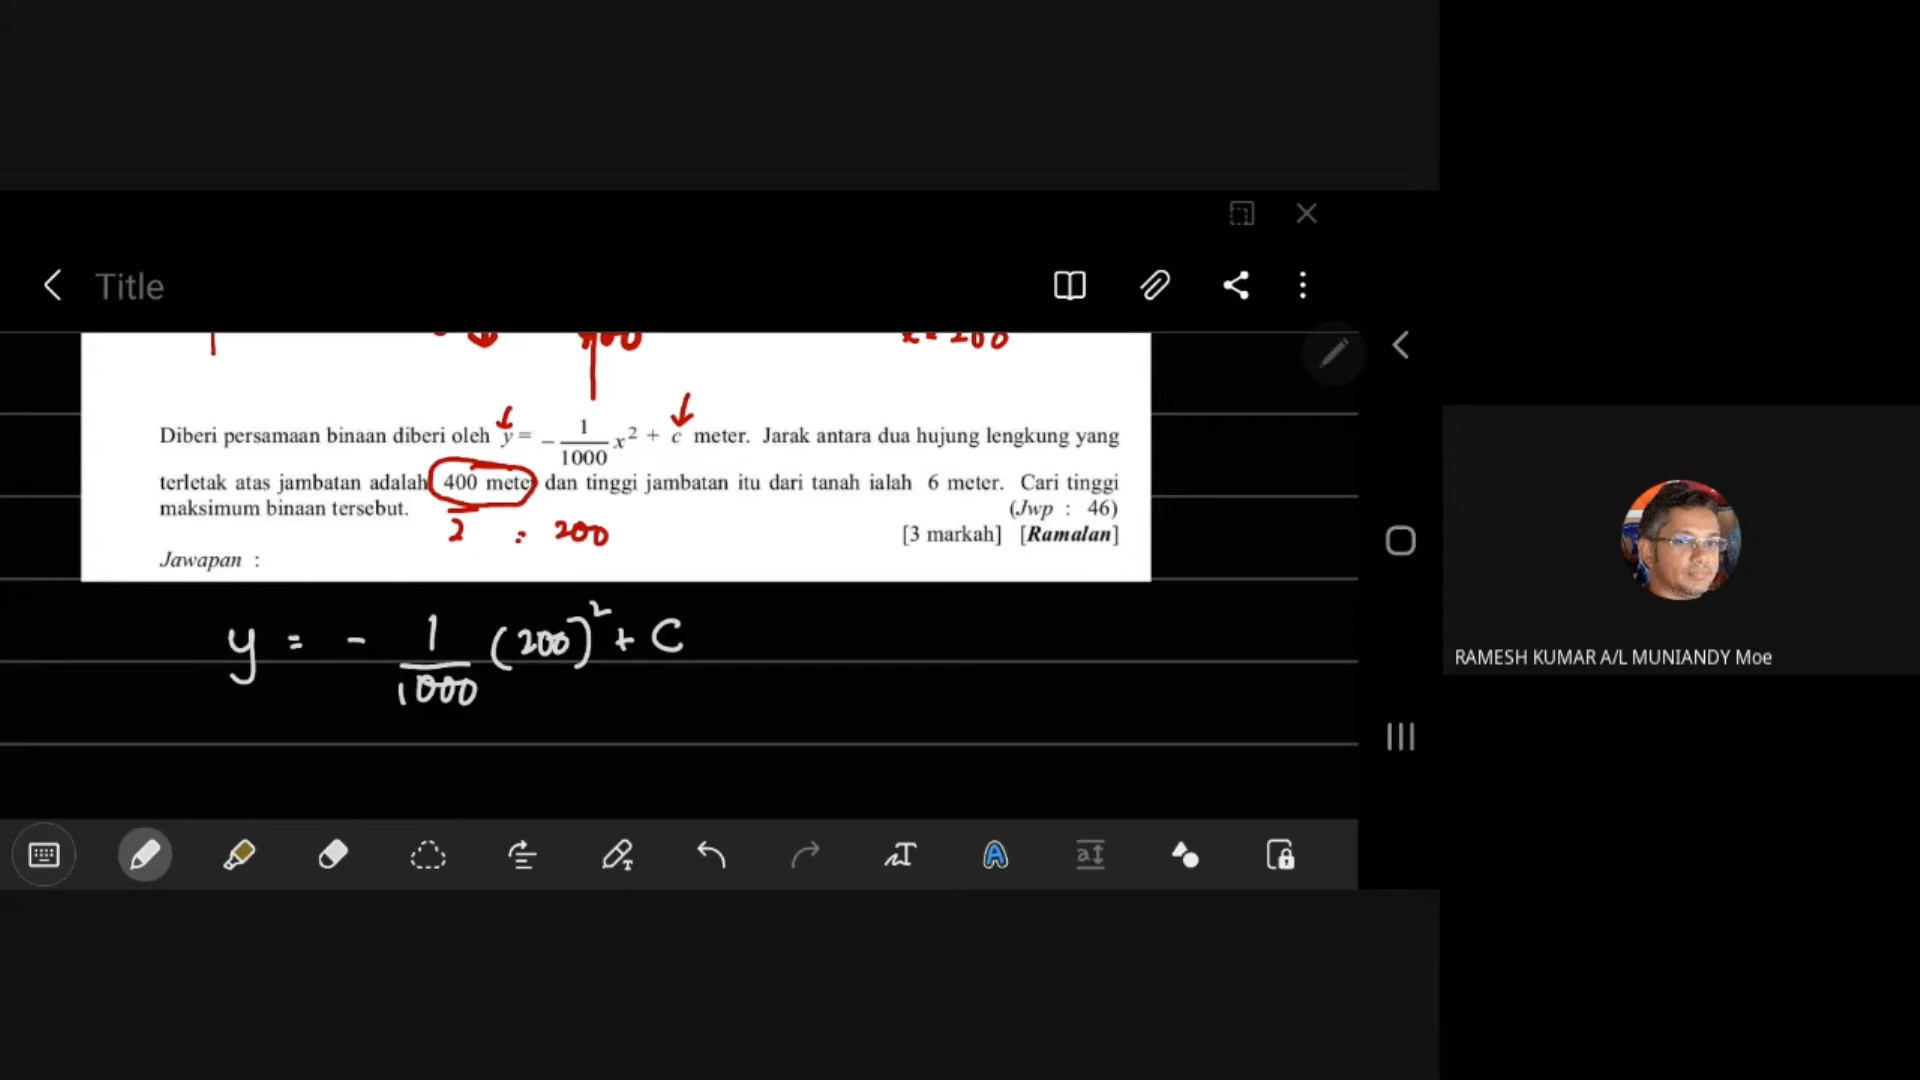 Title
x = 200
Diberi persamaan binaan diberi oleh y = - 1/1000 x² + c meter. Jarak antara dua hujung lengkung yang
terletak atas jambatan adalah 400 mete dan tinggi jambatan itu dari tanah ialah 6 meter. Cari tinggi
maksimum binaan tersebut. (Jwp : 46)
2 = 200
[3 markah] [Ramalan]
Jawapan :
y = - 1/1000 (200)² + C
RAMESH KUMAR A/L MUNIANDY Moe